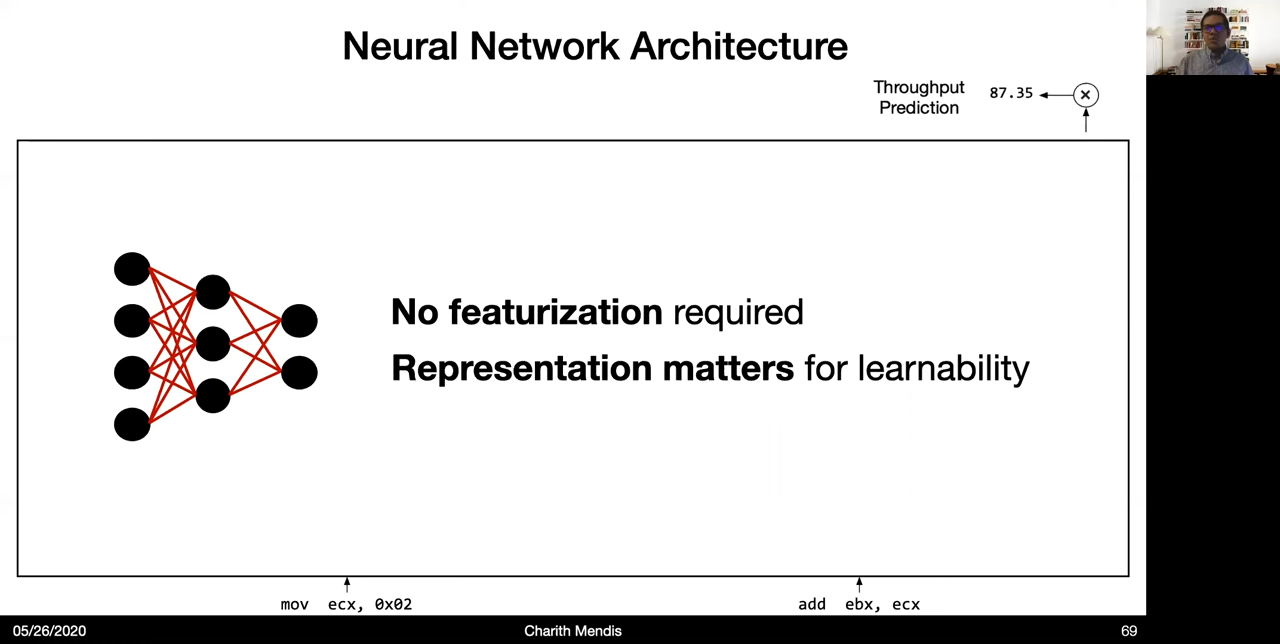 Neural Network Architecture
Throughput
Prediction
87.35
No featurization required
Representation matters for learnability
mov ecx, 0x02
add ebx, ecx
05/26/2020
Charith Mendis
69